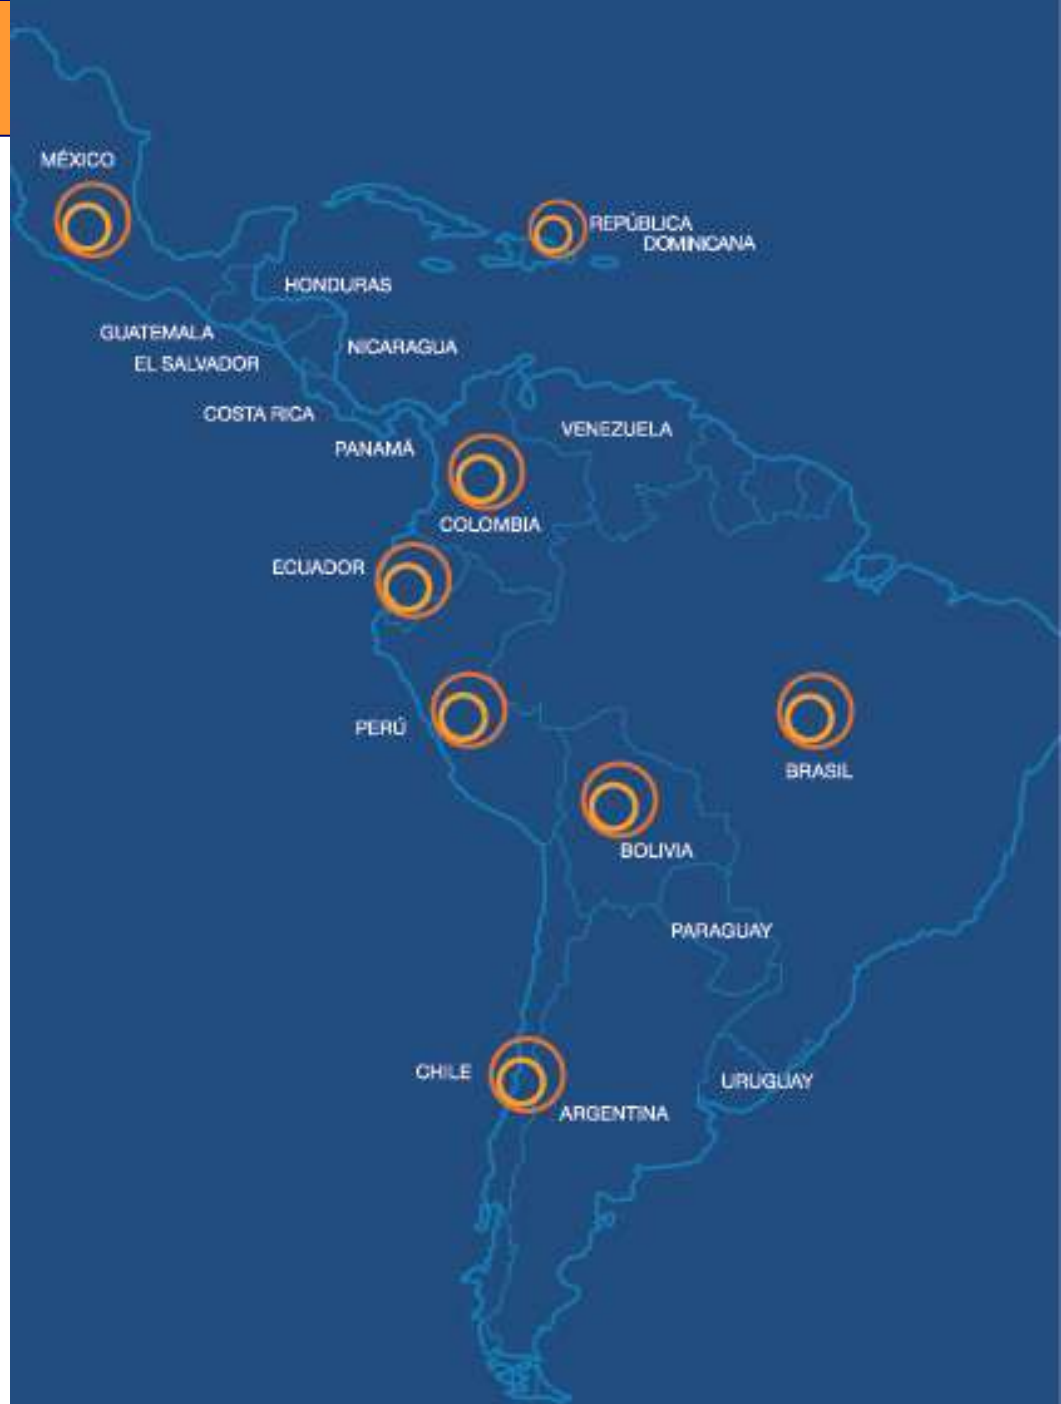 MÉXICO
REPÚBLICA
DOMINICANA
HONDURAS
GUATEMALA
NICARAGUA
EL SALVADOR
COSTA RICA
VENEZUELA
PANAMÁ
COLOMBIA
ECUADOR
PERÚ
BRASIL
BOLIVIA
PARAGUAY
CHILE
URUGUAY
ARGENTINA